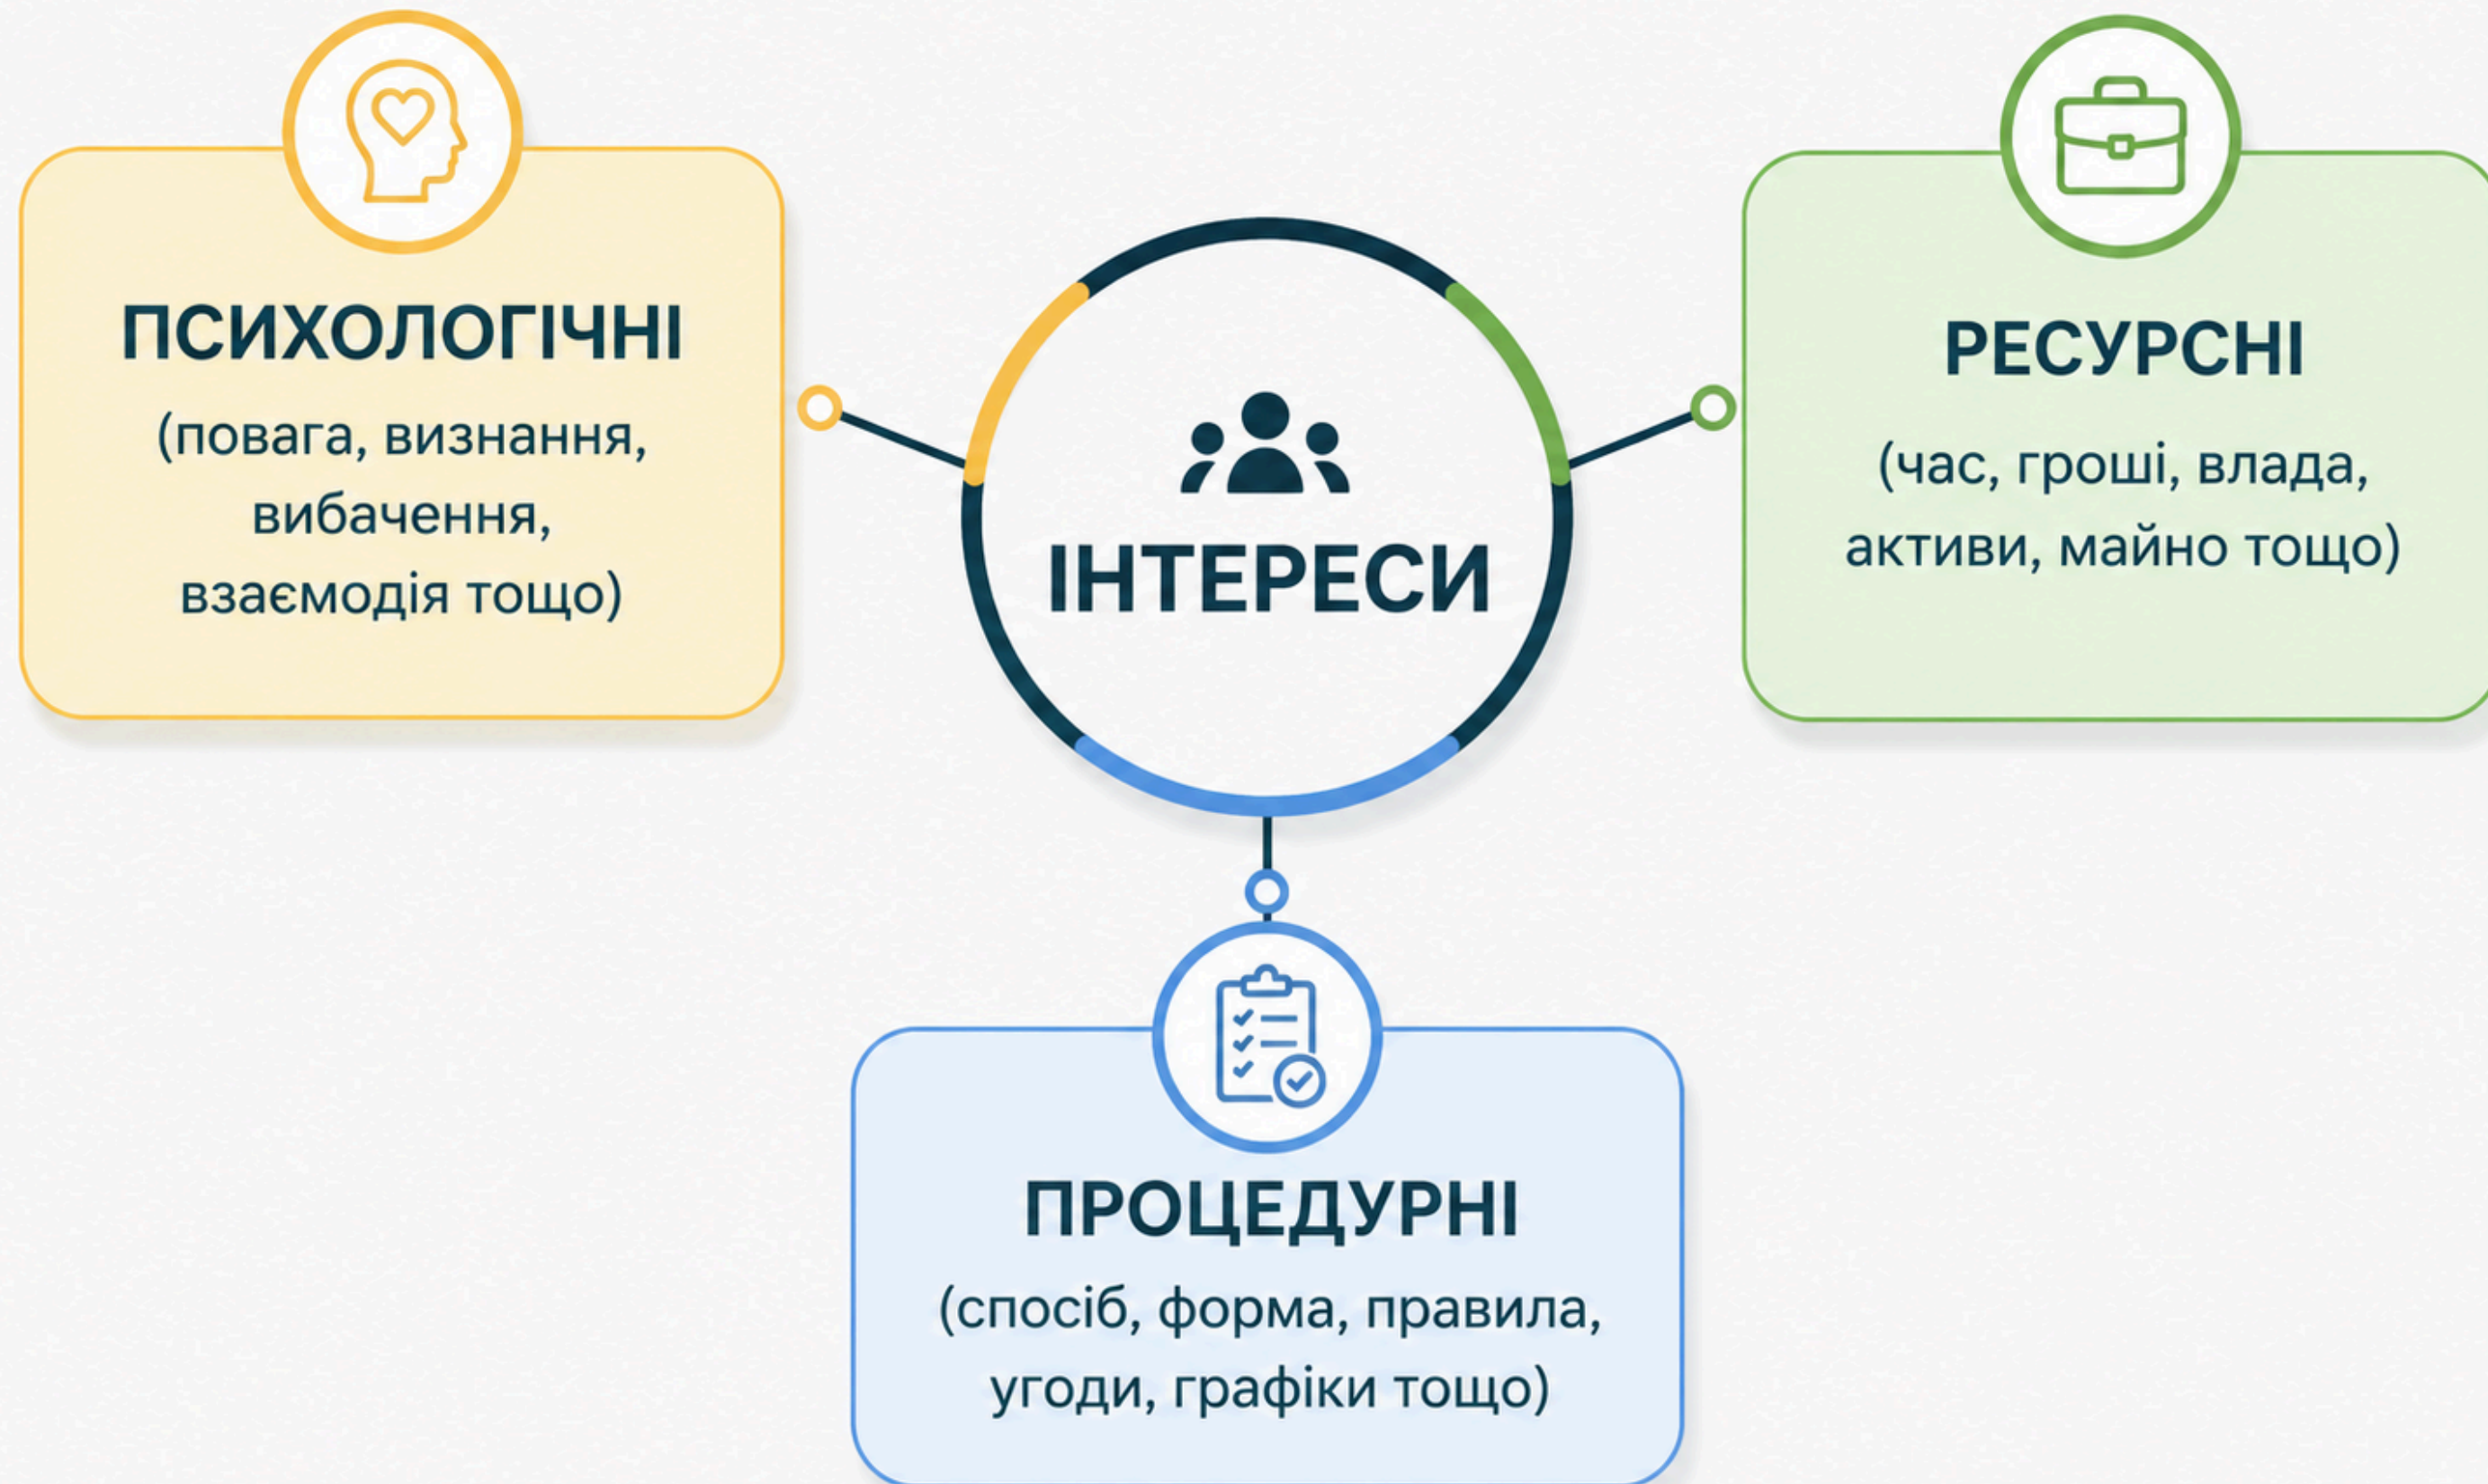 ПСИХОЛОГІЧНІ
(повага, визнання,
вибачення,
взаємодія тощо)
ІНТЕРЕСИ
РЕСУРСНІ
(час, гроші, влада,
активи, майно тощо)
ПРОЦЕДУРНІ
(спосіб, форма, правила,
угоди, графіки тощо)